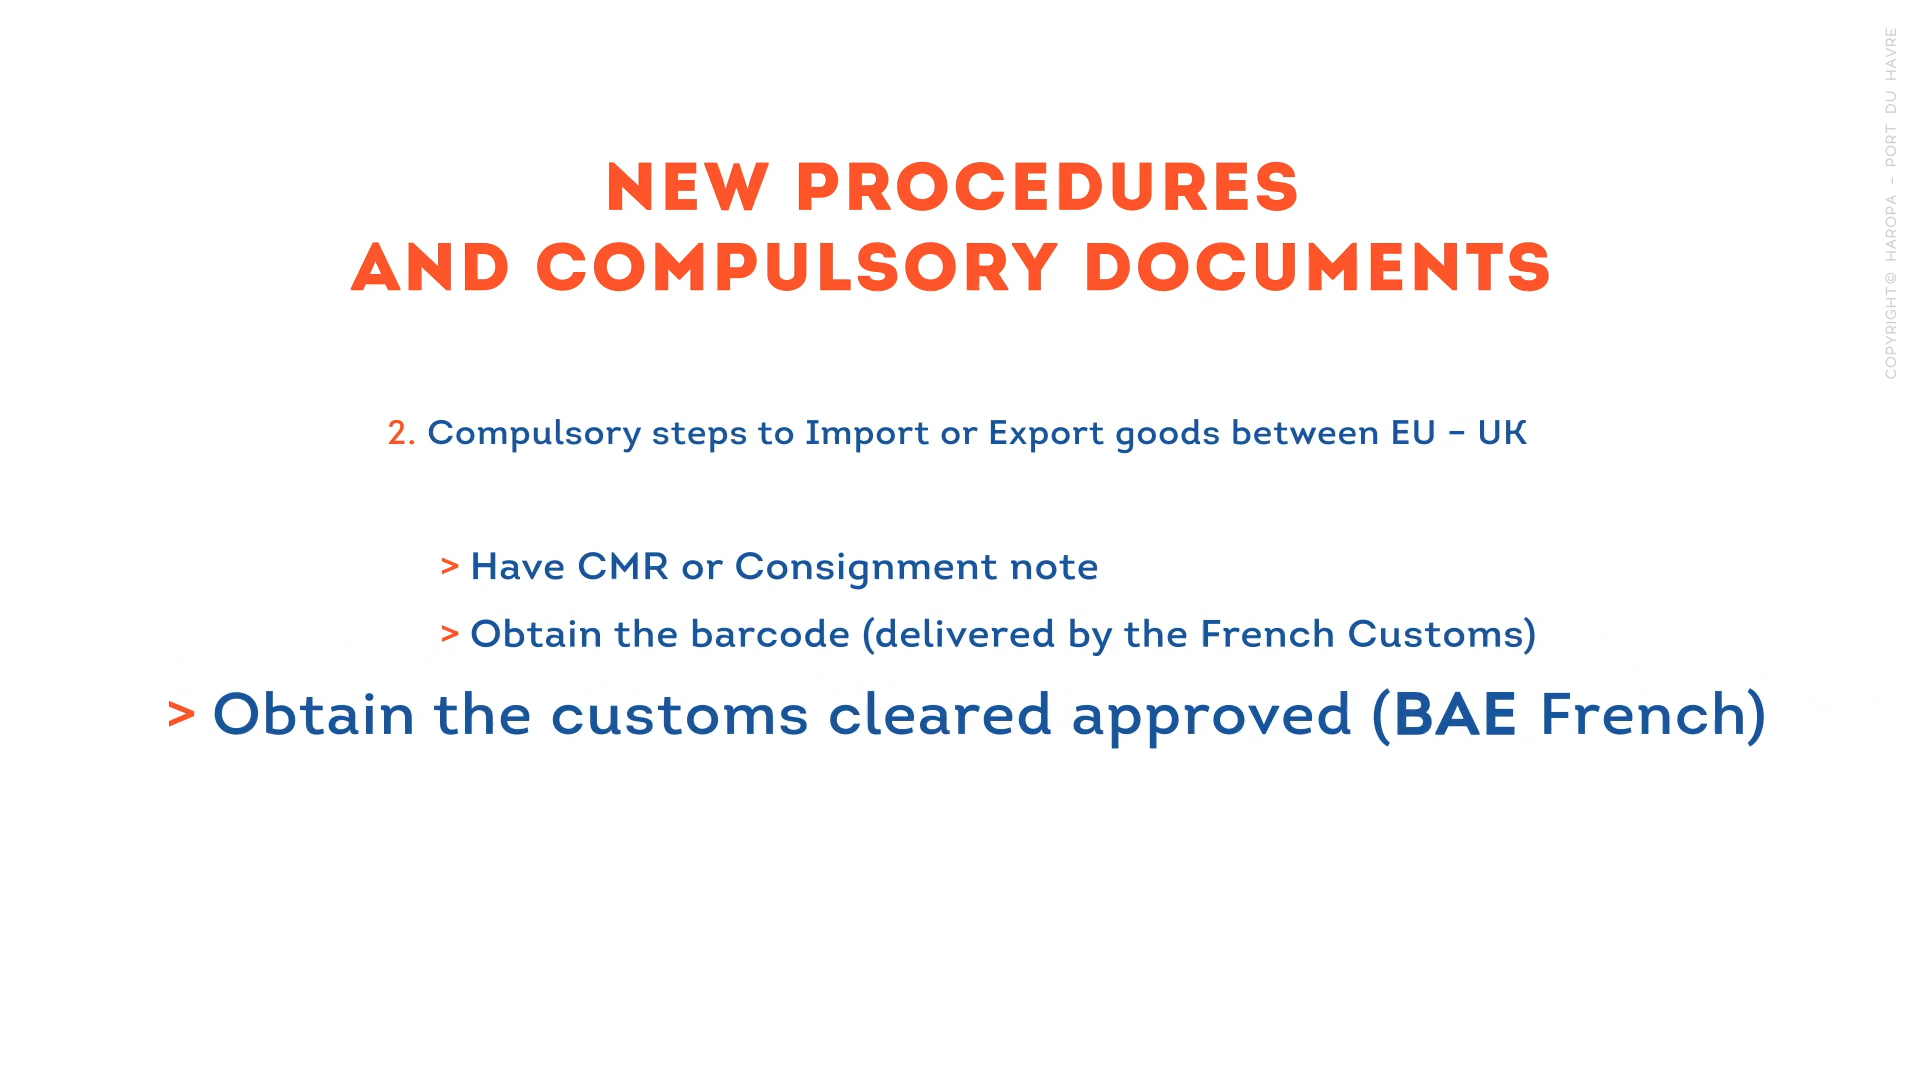 NEW PROCEDURES
AND COMPULSORY DOCUMENTS
2. Compulsory steps to Import or Export goods between EU - UK
> Have CMR or Consignment note
> Obtain the barcode (delivered by the French Customs)
> Obtain the customs cleared approved (BAE French)
COPYRIGHT© HAROPA - PORT DU HAVRE